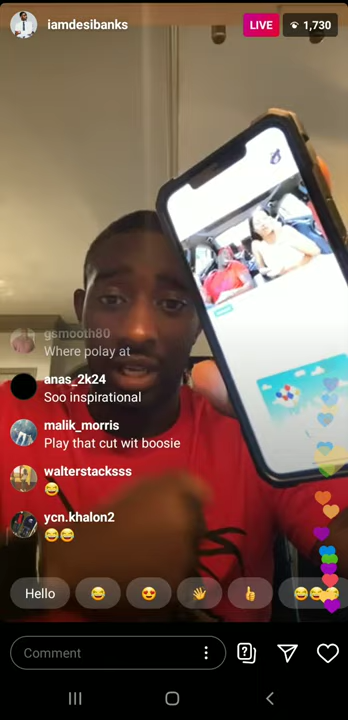 iamdesibanks
LIVE
1,730
gsmooth80
Where polay at
anas_2k24
Soo inspirational
malik_morris
Play that cut wit boosie
walterstacksss
😂
ycn.khalon2
😂😂
Hello
😂
😍
👋
👍
😂😂😂
Comment